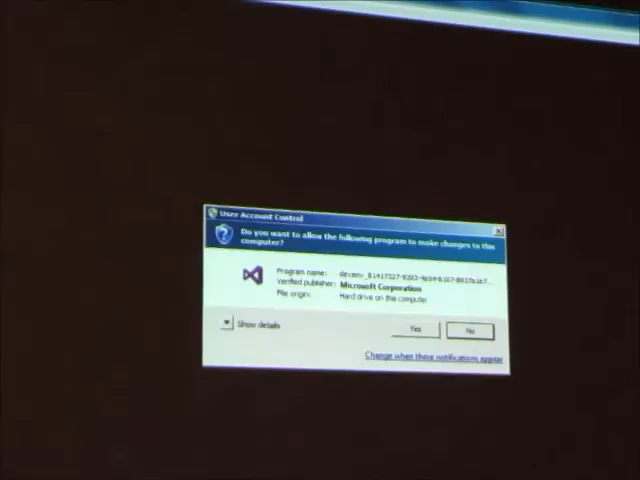 User Account Control
Do you want to allow the following program to make changes to this
computer?
Program name:
Verified publisher: Microsoft Corporation
File origin: Hard drive on this computer
Show details
Yes
No
Change when these notifications appear